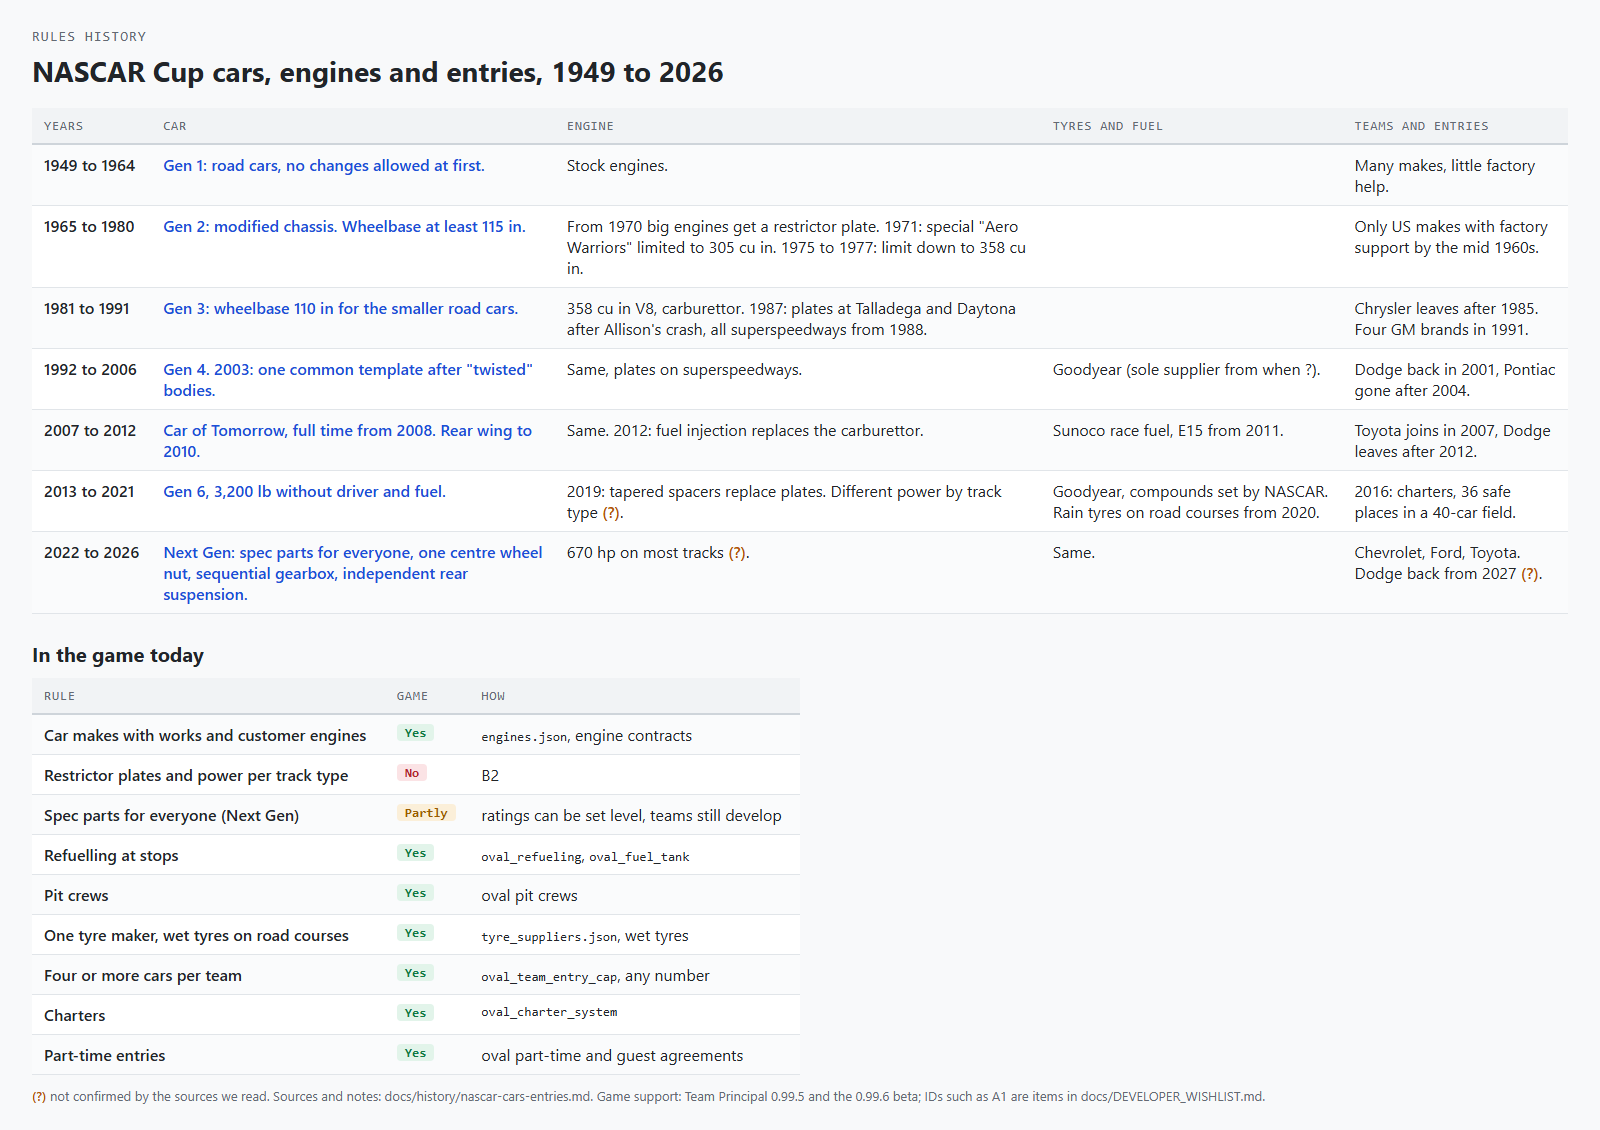 RULES HISTORY
NASCAR Cup cars, engines and entries, 1949 to 2026
YEARS CAR ENGINE TYRES AND FUEL TEAMS AND ENTRIES
1949 to 1964 Gen 1: road cars, no changes allowed at first. Stock engines. Many makes, little factory
help.
1965 to 1980 Gen 2: modified chassis. Wheelbase at least 115 in. From 1970 big engines get a restrictor plate. 1971: special "Aero Only US makes with factory
Warriors" limited to 305 cu in. 1975 to 1977: limit down to 358 cu support by the mid 1960s.
in.
1981 to 1991 Gen 3: wheelbase 110 in for the smaller road cars. 358 cu in V8, carburettor. 1987: plates at Talladega and Daytona Chrysler leaves after 1985.
after Allison's crash, all superspeedways from 1988. Four GM brands in 1991.
1992 to 2006 Gen 4. 2003: one common template after "twisted" Same, plates on superspeedways. Goodyear (sole supplier from when ?). Dodge back in 2001, Pontiac
bodies. gone after 2004.
2007 to 2012 Car of Tomorrow, full time from 2008. Rear wing to Same. 2012: fuel injection replaces the carburettor. Sunoco race fuel, E15 from 2011. Toyota joins in 2007, Dodge
2010. leaves after 2012.
2013 to 2021 Gen 6, 3,200 lb without driver and fuel. 2019: tapered spacers replace plates. Different power by track Goodyear, compounds set by NASCAR. 2016: charters, 36 safe
type (?). Rain tyres on road courses from 2020. places in a 40-car field.
2022 to 2026 Next Gen: spec parts for everyone, one centre wheel 670 hp on most tracks (?). Same. Chevrolet, Ford, Toyota.
nut, sequential gearbox, independent rear Dodge back from 2027 (?).
suspension.
In the game today
RULE GAME HOW
Car makes with works and customer engines Yes engines.json, engine contracts
Restrictor plates and power per track type No B2
Spec parts for everyone (Next Gen) Partly ratings can be set level, teams still develop
Refuelling at stops Yes oval_refueling, oval_fuel_tank
Pit crews Yes oval pit crews
One tyre maker, wet tyres on road courses Yes tyre_suppliers.json, wet tyres
Four or more cars per team Yes oval_team_entry_cap, any number
Charters Yes oval_charter_system
Part-time entries Yes oval part-time and guest agreements
(?) not confirmed by the sources we read. Sources and notes: docs/history/nascar-cars-entries.md. Game support: Team Principal 0.99.5 and the 0.99.6 beta; IDs such as A1 are items in docs/DEVELOPER_WISHLIST.md.